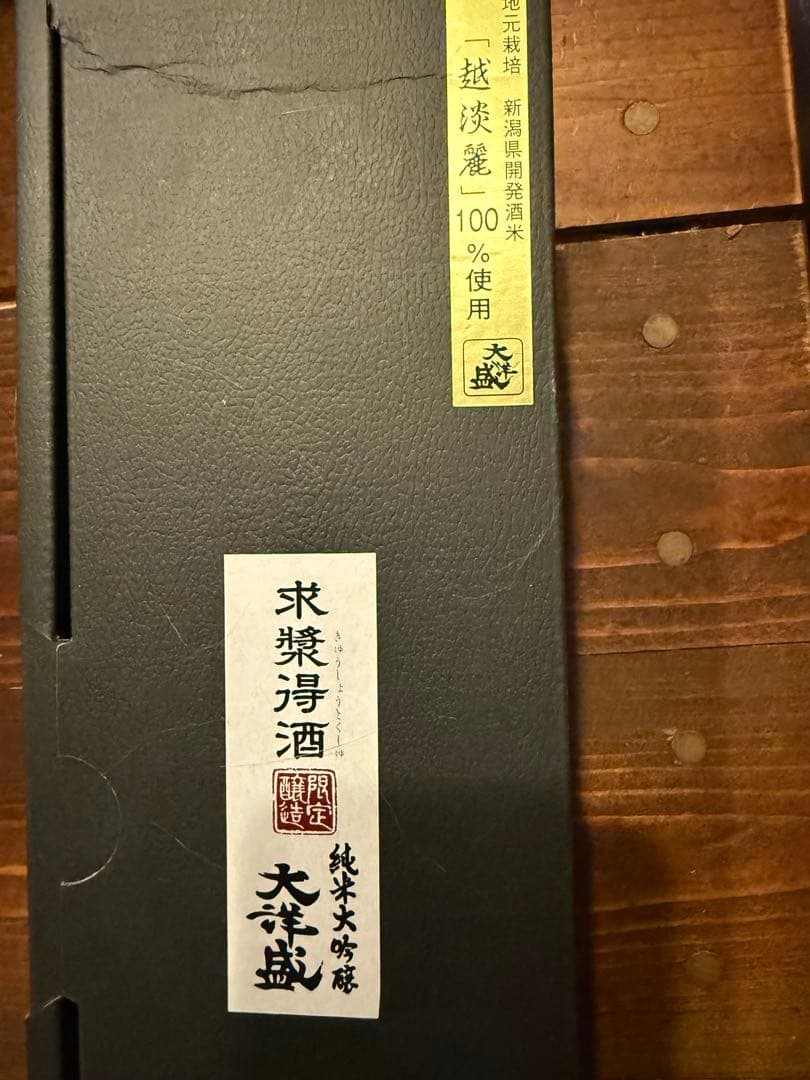 地元栽培 新潟県開発酒米
「越淡麗」100%使用
大洋盛
求漿得酒
きゅうしょうとくしゅ
限定
醸造
純米大吟醸
大洋盛